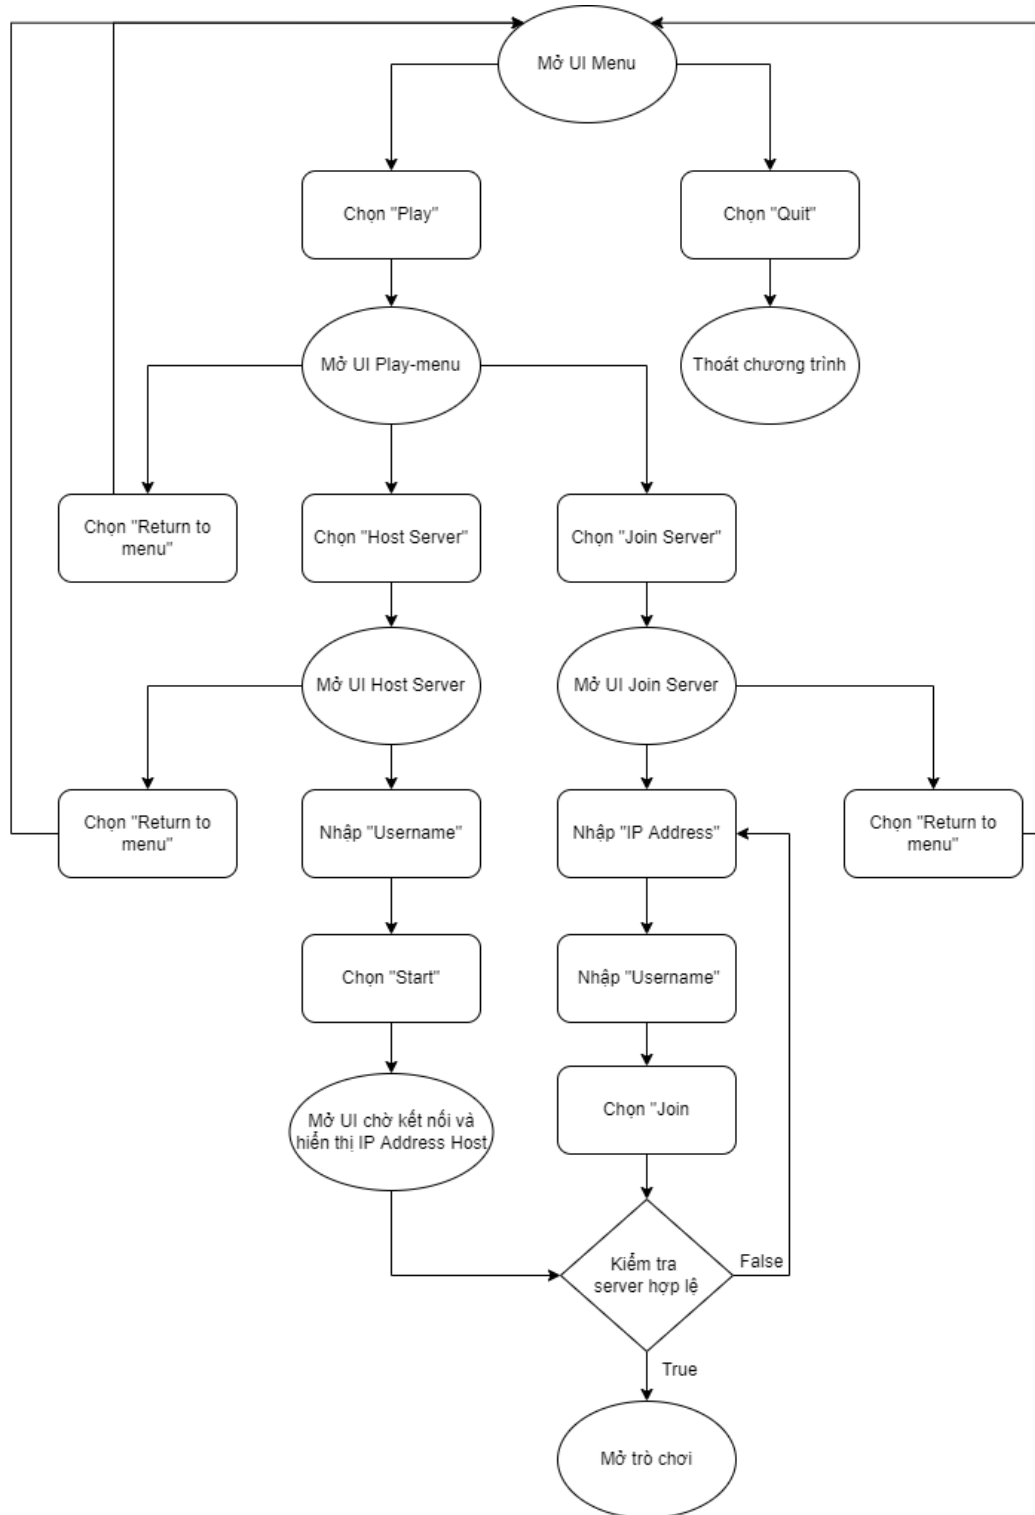 Mở UI Menu
Chọn "Play"
Chọn "Quit"
Mở UI Play-menu
Thoát chương trình
Chọn "Return to
menu"
Chọn "Host Server"
Chọn "Join Server"
Mở UI Host Server
Mở UI Join Server
Chọn "Return to
menu"
Nhập "Username"
Nhập "IP Address"
Chọn "Return to
menu"
Chọn "Start"
Nhập "Username"
Mở UI chờ kết nối và
hiển thị IP Address Host
Chọn "Join
Kiểm tra
server hợp lệ
False
True
Mở trò chơi